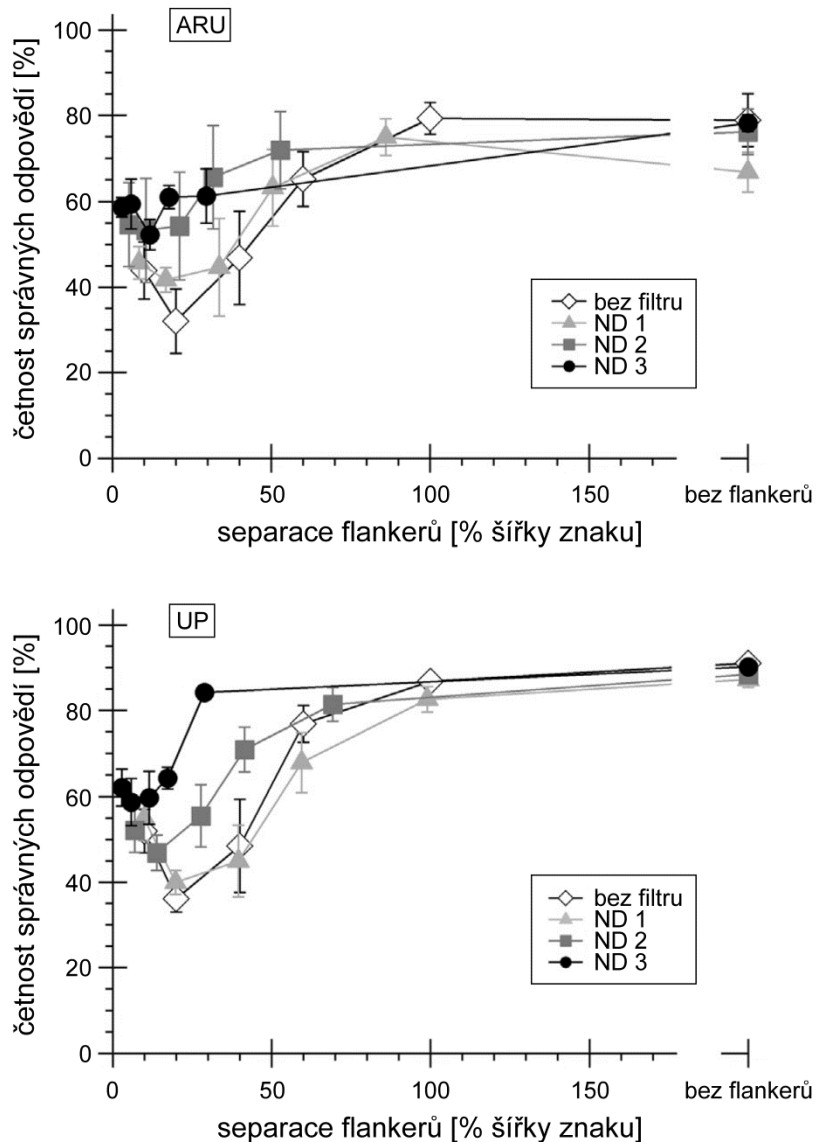 ARU
četnost správných odpovědí [%]
100
80
60
40
20
0
bez filtru
ND 1
ND 2
ND 3
0
50
100
150
bez flankerů
separace flankerů [% šířky znaku]
UP
četnost správných odpovědí [%]
100
80
60
40
20
0
bez filtru
ND 1
ND 2
ND 3
0
50
100
150
bez flankerů
separace flankerů [% šířky znaku]